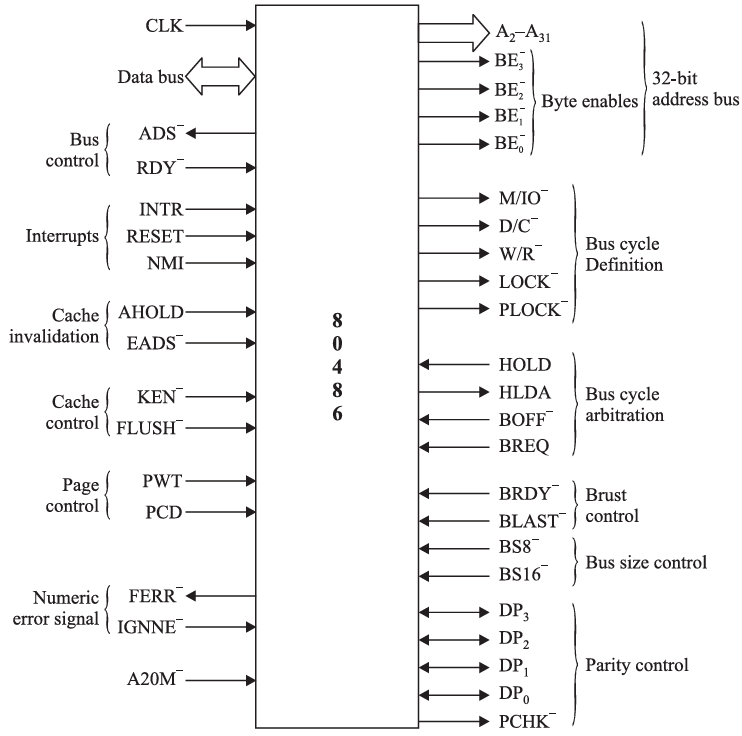 CLK
Data bus
Bus
control
ADS⁻
RDY⁻
Interrupts
INTR
RESET
NMI
Cache
invalidation
AHOLD
EADS⁻
Cache
control
KEN⁻
FLUSH⁻
Page
control
PWT
PCD
Numeric
error signal
FERR⁻
IGNNE⁻
A20M⁻
8
0
4
8
6
A₂–A₃₁
BE₃⁻
BE₂⁻
BE₁⁻
BE₀⁻
Byte enables
32-bit
address bus
M/IO⁻
D/C⁻
W/R⁻
LOCK⁻
PLOCK⁻
Bus cycle
Definition
HOLD
HLDA
BOFF⁻
BREQ
Bus cycle
arbitration
BRDY⁻
BLAST⁻
Brust
control
BS8⁻
BS16⁻
Bus size control
DP₃
DP₂
DP₁
DP₀
PCHK⁻
Parity control